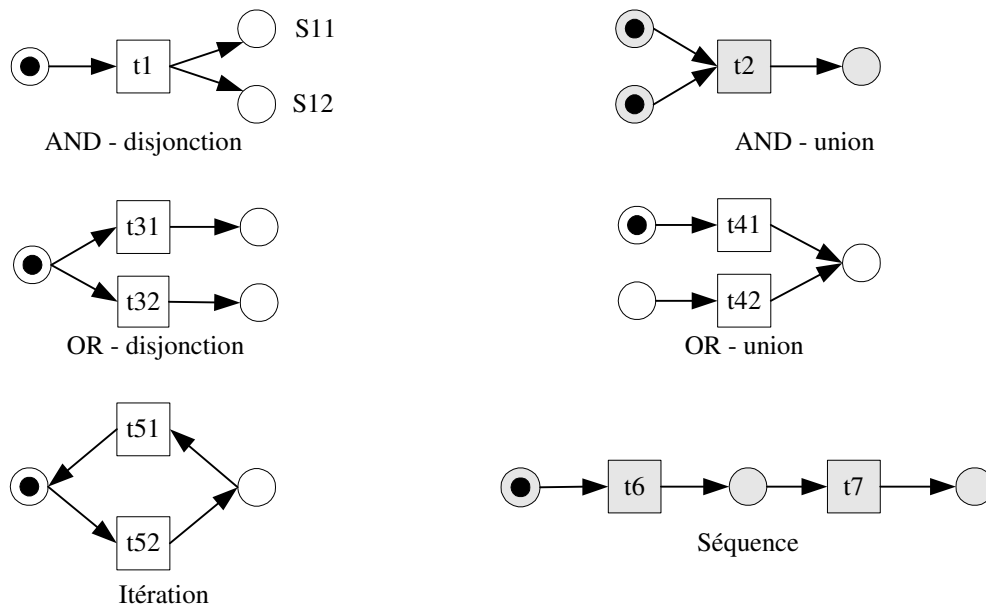 S11
t1
t2
S12
AND - disjonction
AND - union
t31
t41
t32
t42
OR - disjonction
OR - union
t51
t6
t7
t52
Séquence
Itération